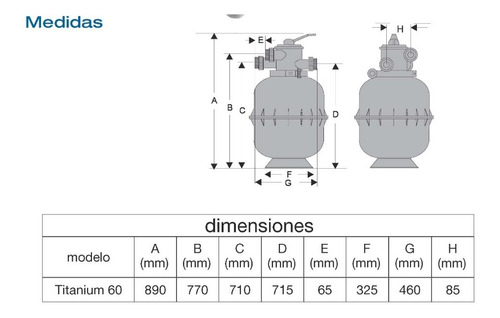 Medidas
E
H
A
B
C
D
F
G
dimensiones
modelo A (mm) B (mm) C (mm) D (mm) E (mm) F (mm) G (mm) H (mm)
Titanium 60 890 770 710 715 65 325 460 85